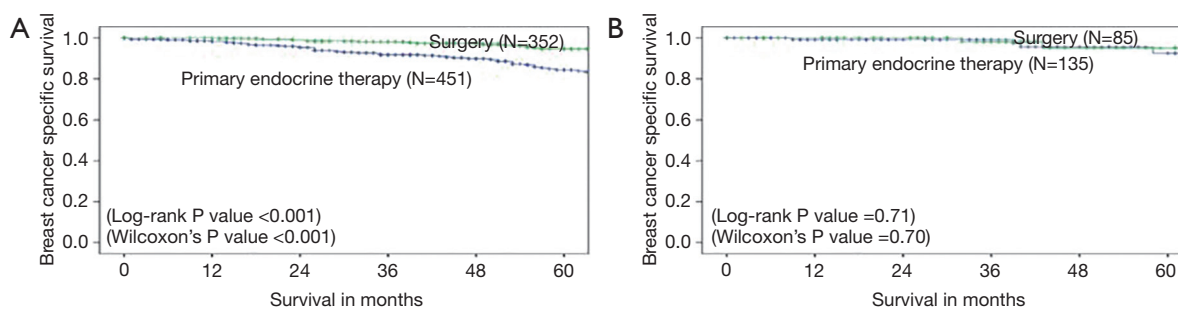 A
Breast cancer specific survival
1.0
0.8
0.6
0.4
0.2
0.0
Surgery (N=352)
Primary endocrine therapy (N=451)
(Log-rank P value <0.001)
(Wilcoxon's P value <0.001)
0 12 24 36 48 60
Survival in months
B
Breast cancer specific survival
1.0
0.8
0.6
0.4
0.2
0.0
Surgery (N=85)
Primary endocrine therapy (N=135)
(Log-rank P value =0.71)
(Wilcoxon's P value =0.70)
0 12 24 36 48 60
Survival in months